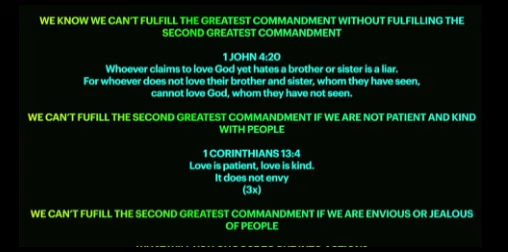 WE KNOW WE CAN'T FULFILL THE GREATEST COMMANDMENT WITHOUT FULFILLING THE
SECOND GREATEST COMMANDMENT
1 JOHN 4:20
Whoever claims to love God yet hates a brother or sister is a liar.
For whoever does not love their brother and sister, whom they have seen,
cannot love God, whom they have not seen.
WE CAN'T FUFILL THE SECOND GREATEST COMMANDMENT IF WE ARE NOT PATIENT AND KIND
WITH PEOPLE
1 CORINTHIANS 13:4
Love is patient, love is kind.
It does not envy
(3x)
WE CAN'T FUFILL THE SECOND GREATEST COMMANDMENT IF WE ARE ENVIOUS OR JEALOUS
OF PEOPLE